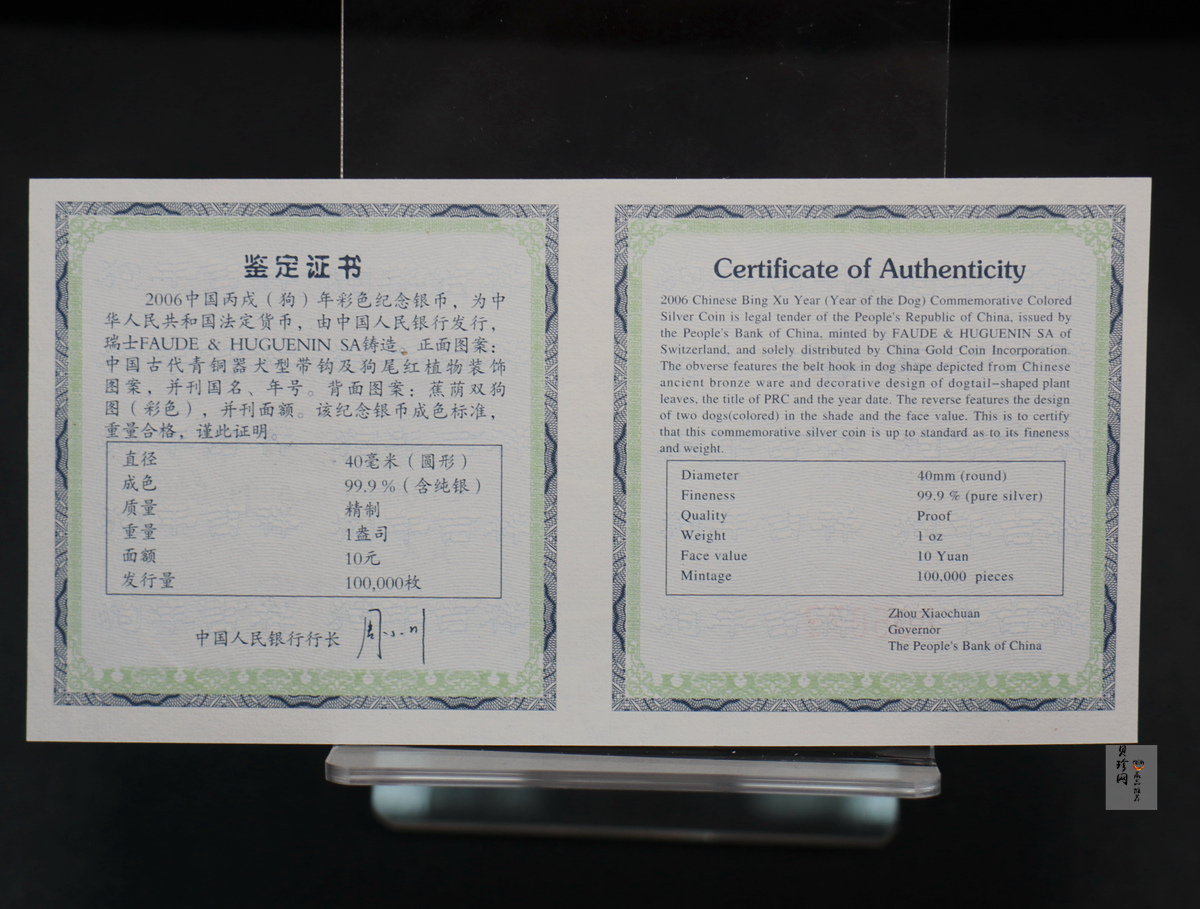 鉴定证书
2006中国丙戌（狗）年彩色纪念银币，为中
华人民共和国法定货币，由中国人民银行发行，
瑞士FAUDE & HUGUENIN SA铸造。正面图案：
中国古代青铜器犬型带钩及狗尾红植物装饰
图案，并刊国名、年号。背面图案：蕉荫双狗
图（彩色），并刊面额。该纪念银币成色标准，
重量合格，谨此证明。
直径 40毫米（圆形）
成色 99.9％（含纯银）
质量 精制
重量 1盎司
面额 10元
发行量 100,000枚
中国人民银行行长 周小川
Certificate of Authenticity
2006 Chinese Bing Xu Year (Year of the Dog) Commemorative Colored
Silver Coin is legal tender of the People's Republic of China, issued by
the People's Bank of China, minted by FAUDE & HUGUENIN SA of
Switzerland, and solely distributed by China Gold Coin Incorporation.
The obverse features the belt hook in dog shape depicted from Chinese
ancient bronze ware and decorative design of dogtail-shaped plant
leaves, the title of PRC and the year date. The reverse features the design
of two dogs(colored) in the shade and the face value. This is to certify
that this commemorative silver coin is up to standard as to its fineness
and weight.
Diameter 40mm (round)
Fineness 99.9 % (pure silver)
Quality Proof
Weight 1 oz
Face value 10 Yuan
Mintage 100,000 pieces
Zhou Xiaochuan
Governor
The People's Bank of China
珍网